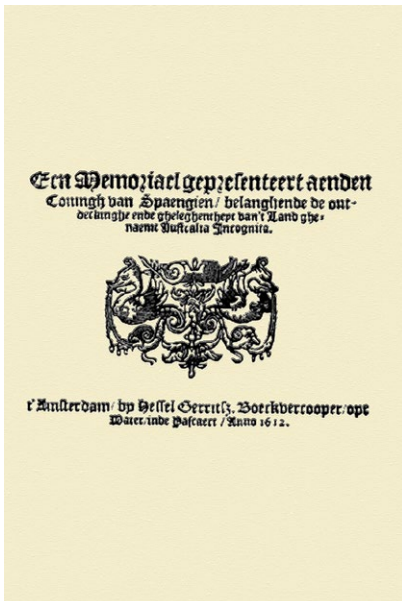 Een Memoriael gepresenteert aenden
Coningh van Spaengien/ belanghende de ont-
deckinghe ende gheleghentheyt van't Land ghe-
naemt Australia Incognita.
t'Amsterdam/ by Hessel Gerritsz. Boeckvercooper/opt
Water/inde Pascaert / Anno 1612.